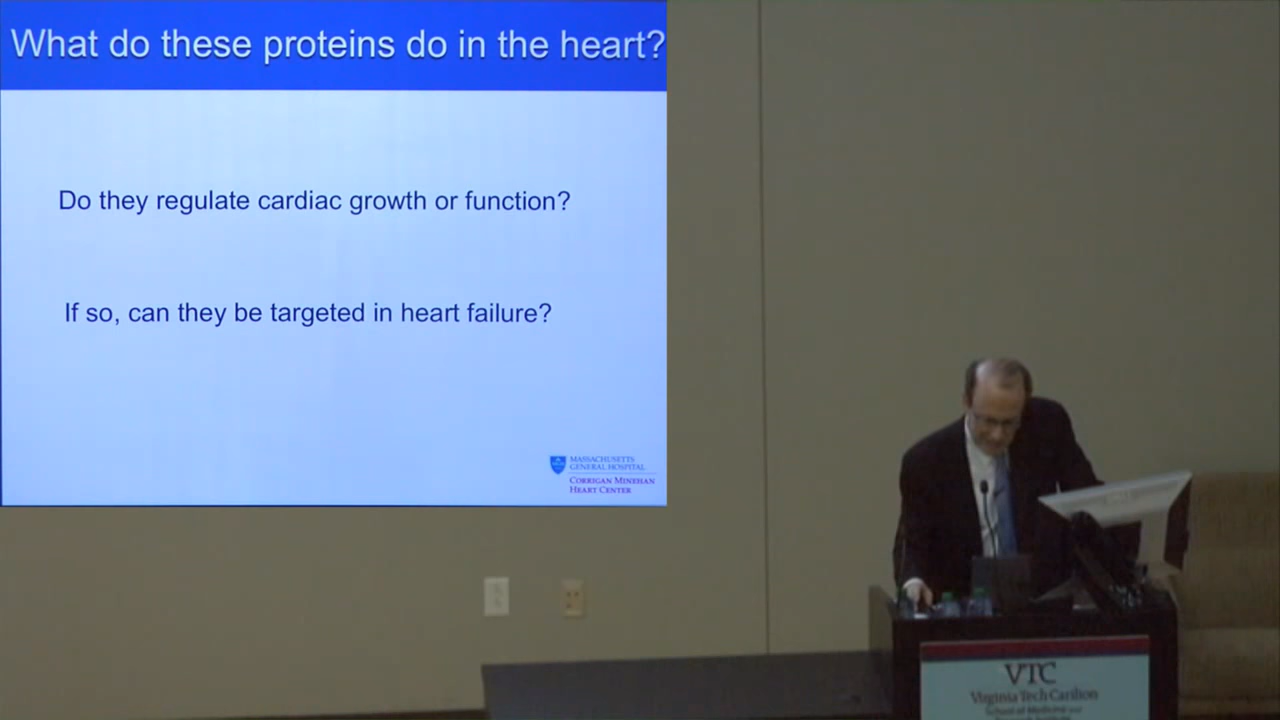 What do these proteins do in the heart?
Do they regulate cardiac growth or function?
If so, can they be targeted in heart failure?
MASSACHUSETTS
GENERAL HOSPITAL
CORRIGAN MINEHAN
HEART CENTER
VTC
Virginia Tech Carilion
School of Medicine and